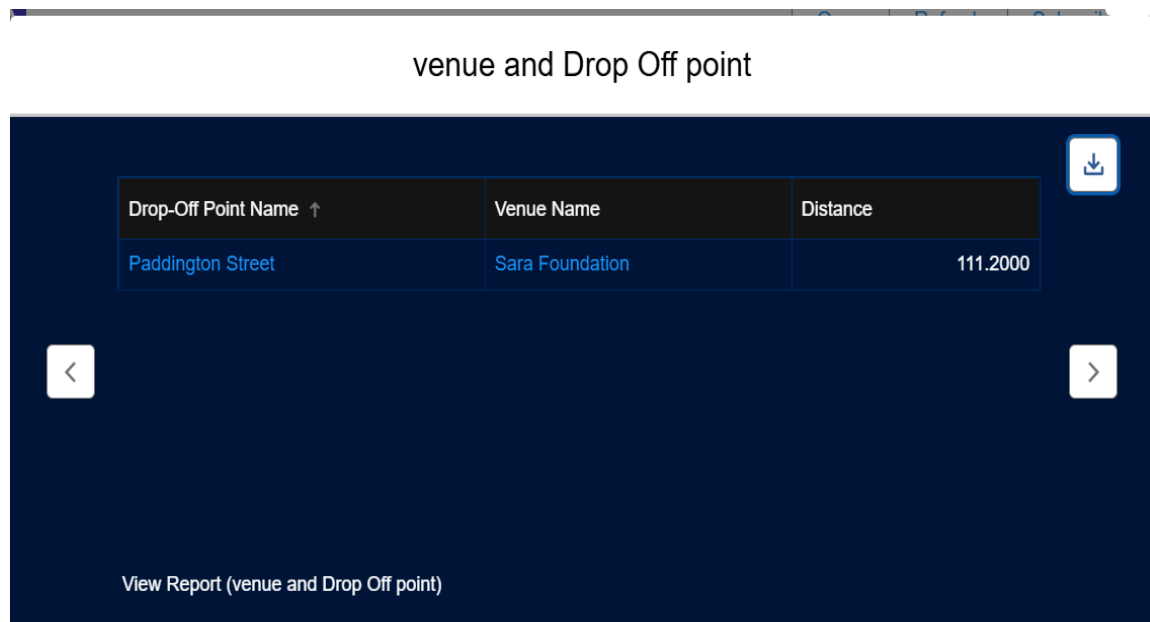 venue and Drop Off point
Drop-Off Point Name ↑ Venue Name Distance
Paddington Street Sara Foundation 111.2000
View Report (venue and Drop Off point)